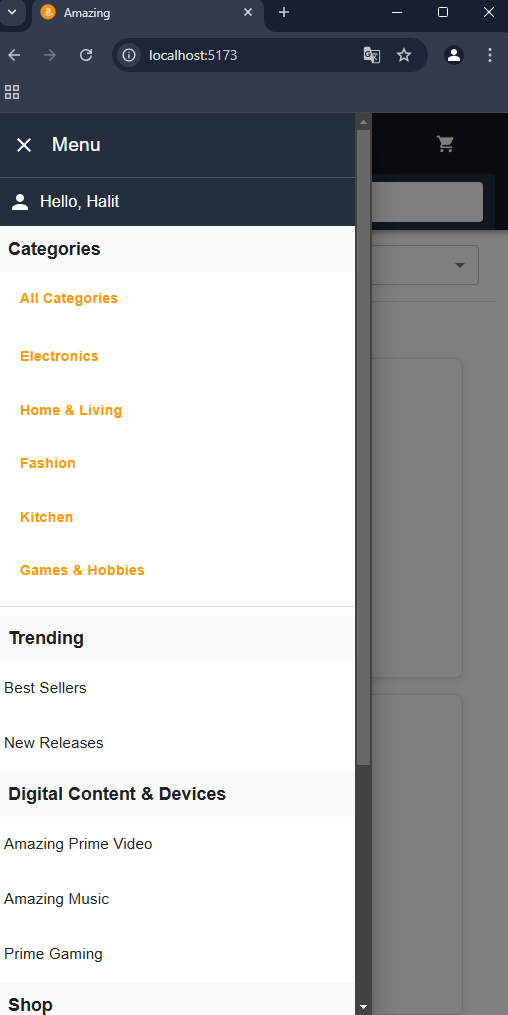 Amazing
localhost:5173
Menu
Hello, Halit
Categories
All Categories
Electronics
Home & Living
Fashion
Kitchen
Games & Hobbies
Trending
Best Sellers
New Releases
Digital Content & Devices
Amazing Prime Video
Amazing Music
Prime Gaming
Shop